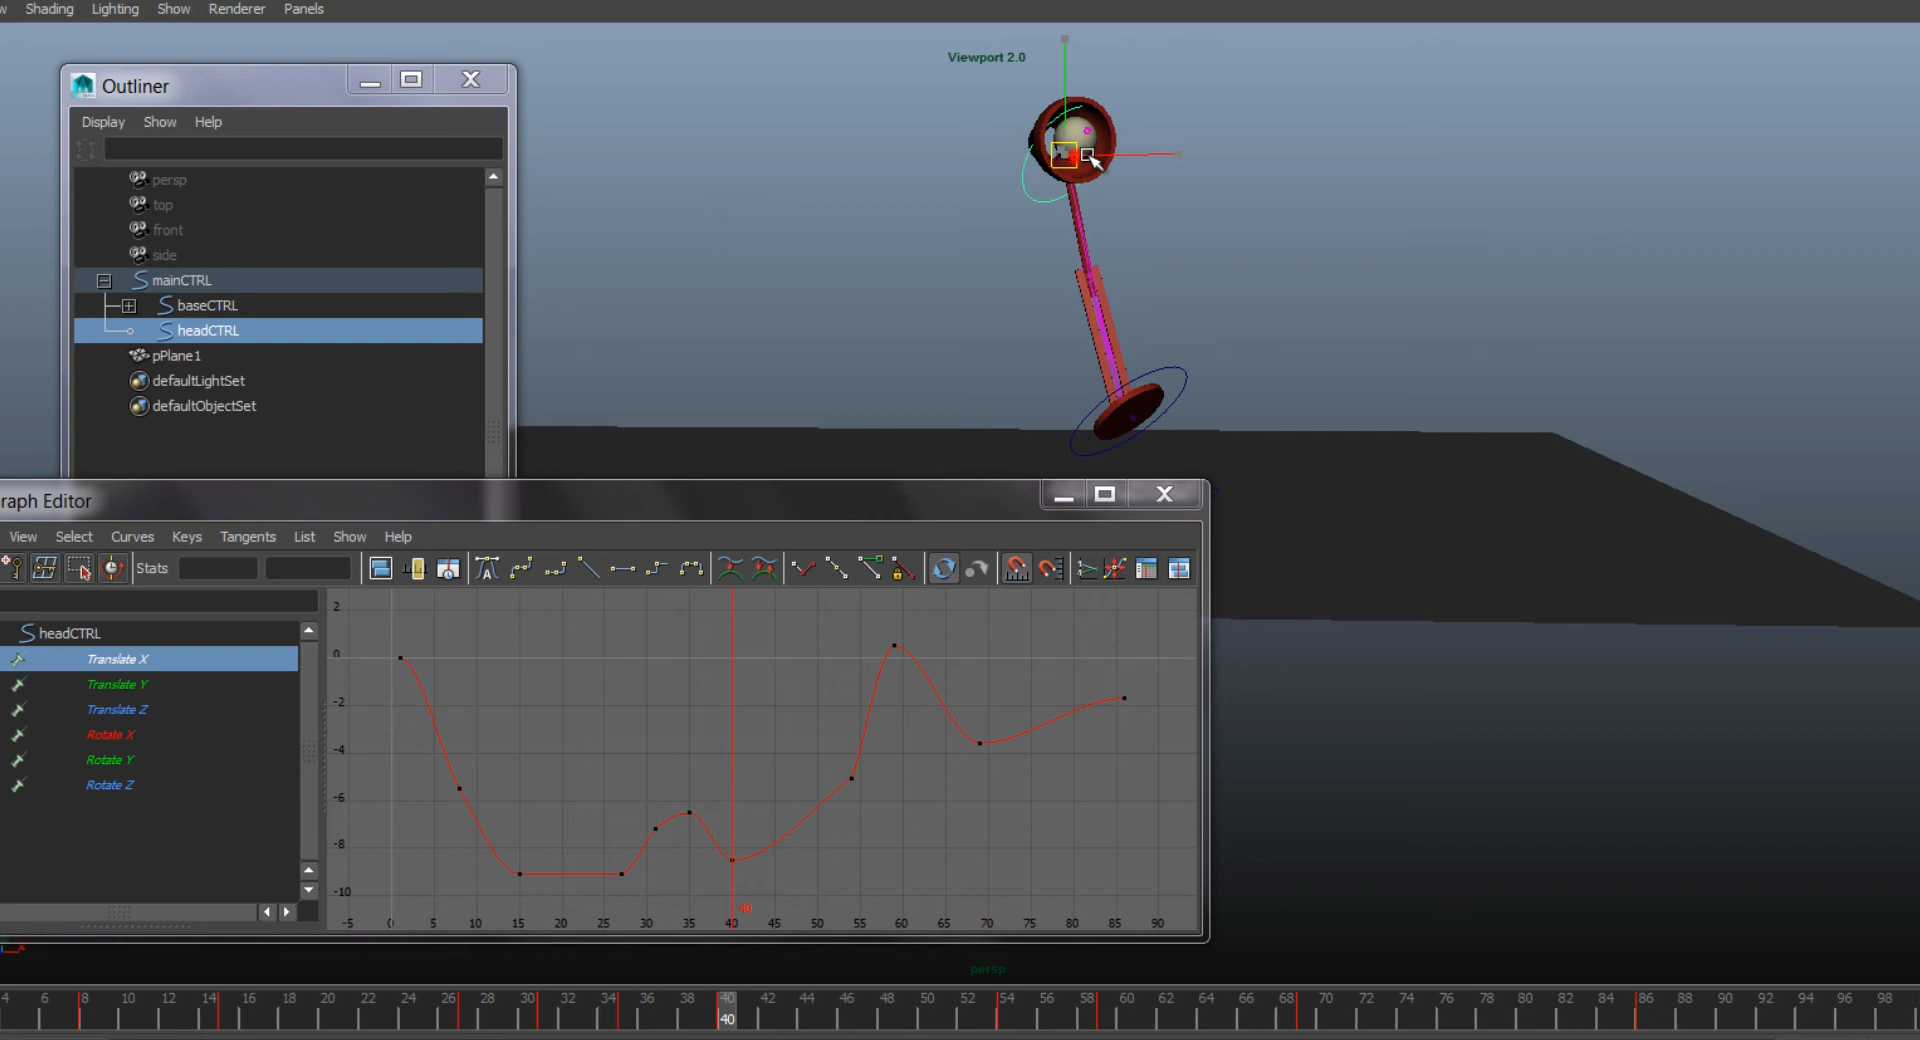 Shading Lighting Show Renderer Panels
Viewport 2.0
Outliner
Display Show Help
persp
top
front
side
mainCTRL
baseCTRL
headCTRL
pPlane1
defaultLightSet
defaultObjectSet
raph Editor
View Select Curves Keys Tangents List Show Help
Stats
headCTRL
Translate X
Translate Y
Translate Z
Rotate X
Rotate Y
Rotate Z
2
0
-2
-4
-6
-8
-10
40
-5 0 5 10 15 20 25 30 35 40 45 50 55 60 65 70 75 80 85 90
persp
4 6 8 10 12 14 16 18 20 22 24 26 28 30 32 34 36 38 40 42 44 46 48 50 52 54 56 58 60 62 64 66 68 70 72 74 76 78 80 82 84 86 88 90 92 94 96 98
40